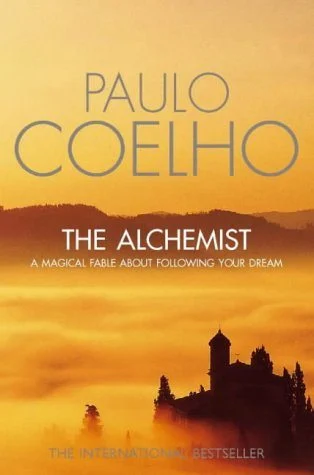 PAULO
COELHO
THE ALCHEMIST
A MAGICAL FABLE ABOUT FOLLOWING YOUR DREAM
THE INTERNATIONAL BESTSELLER